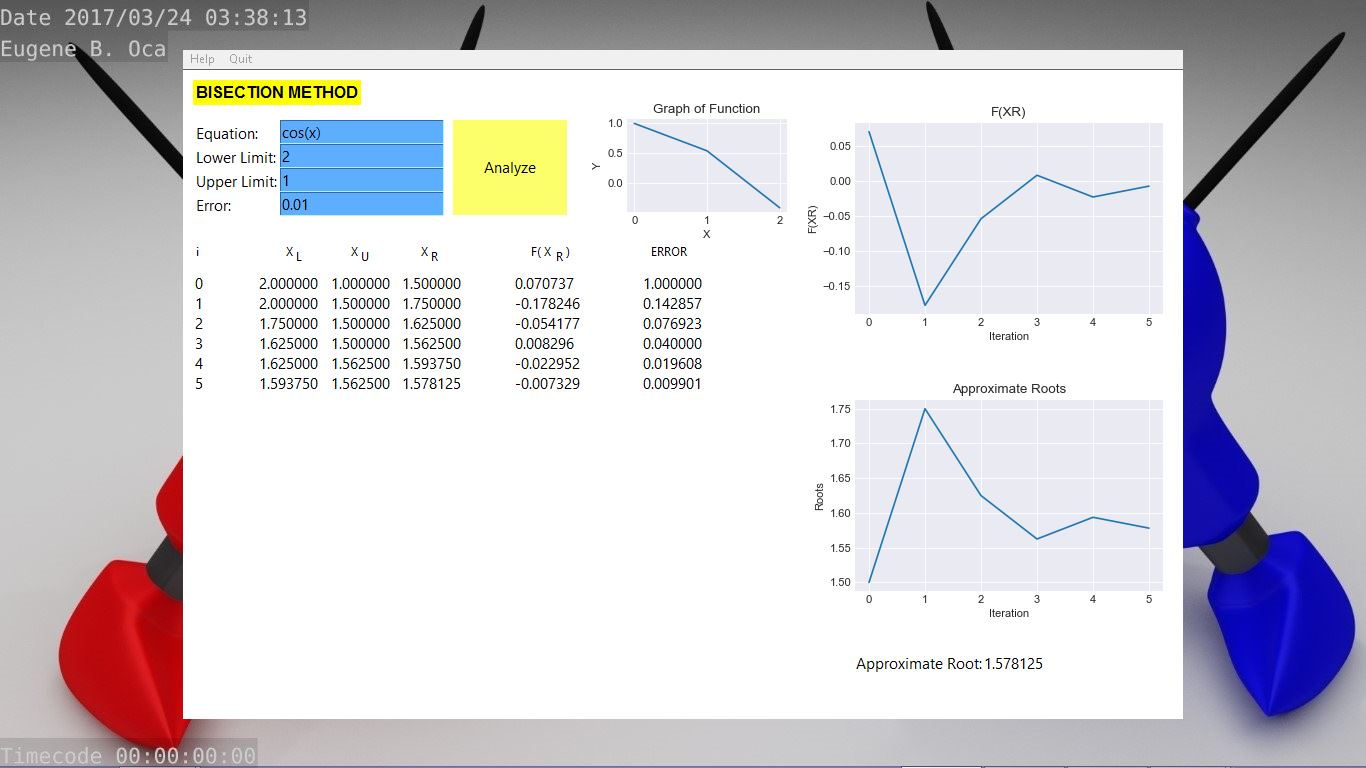 Date 2017/03/24 03:38:13
Eugene B. Oca
Help Quit
BISECTION METHOD
Equation: cos(x)
Lower Limit: 2
Upper Limit: 1
Error: 0.01
Analyze
Graph of Function
1.0
0.5
0.0
Y
0 1 2
X
F(XR)
0.05
0.00
−0.05
−0.10
−0.15
F(XR)
0 1 2 3 4 5
Iteration
i X L X U X R F( X R ) ERROR
0 2.000000 1.000000 1.500000 0.070737 1.000000
1 2.000000 1.500000 1.750000 -0.178246 0.142857
2 1.750000 1.500000 1.625000 -0.054177 0.076923
3 1.625000 1.500000 1.562500 0.008296 0.040000
4 1.625000 1.562500 1.593750 -0.022952 0.019608
5 1.593750 1.562500 1.578125 -0.007329 0.009901
Approximate Roots
1.75
1.70
1.65
1.60
1.55
1.50
Roots
0 1 2 3 4 5
Iteration
Approximate Root: 1.578125
Timecode 00:00:00:00